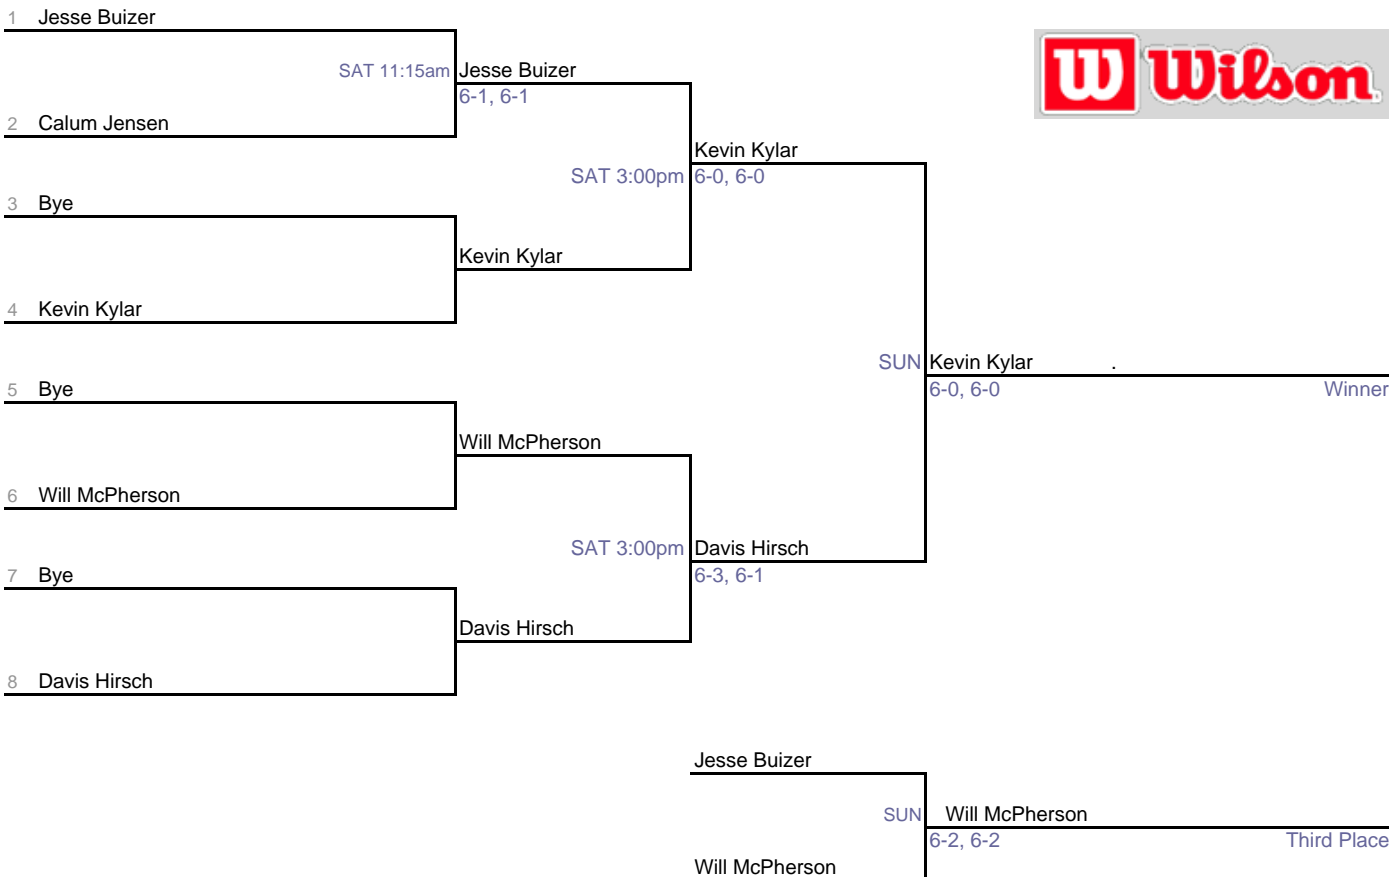 1 Jesse Buizer
SAT 11:15am Jesse Buizer
6-1, 6-1
2 Calum Jensen
W Wilson
Kevin Kylar
SAT 3:00pm 6-0, 6-0
3 Bye
Kevin Kylar
4 Kevin Kylar
SUN Kevin Kylar .
6-0, 6-0 Winner
5 Bye
Will McPherson
6 Will McPherson
SAT 3:00pm Davis Hirsch
6-3, 6-1
7 Bye
Davis Hirsch
8 Davis Hirsch
Jesse Buizer
SUN Will McPherson
6-2, 6-2 Third Place
Will McPherson